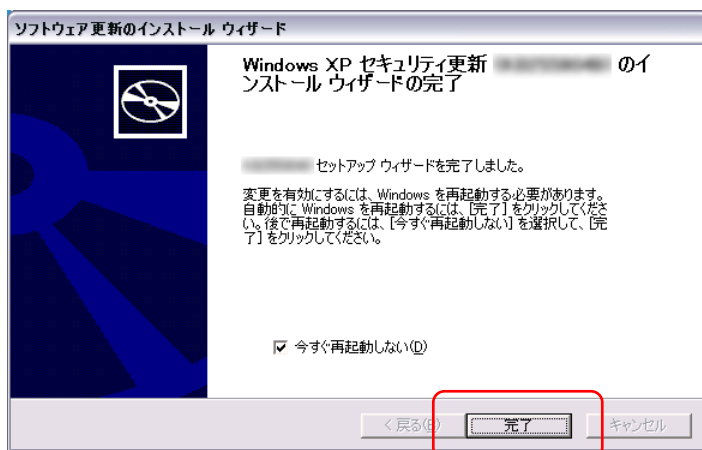 ソフトウェア更新のインストール ウィザード
Windows XP セキュリティ更新 のイ
ンストール ウィザードの完了
セットアップ ウィザードを完了しました。
変更を有効にするには、Windows を再起動する必要があります。
自動的に Windows を再起動するには、[完了] をクリックしてくださ
い。後で再起動するには、[今すぐ再起動しない] を選択して、[完
了] をクリックしてください。
今すぐ再起動しない(D)
< 戻る(B) 完了 キャンセル